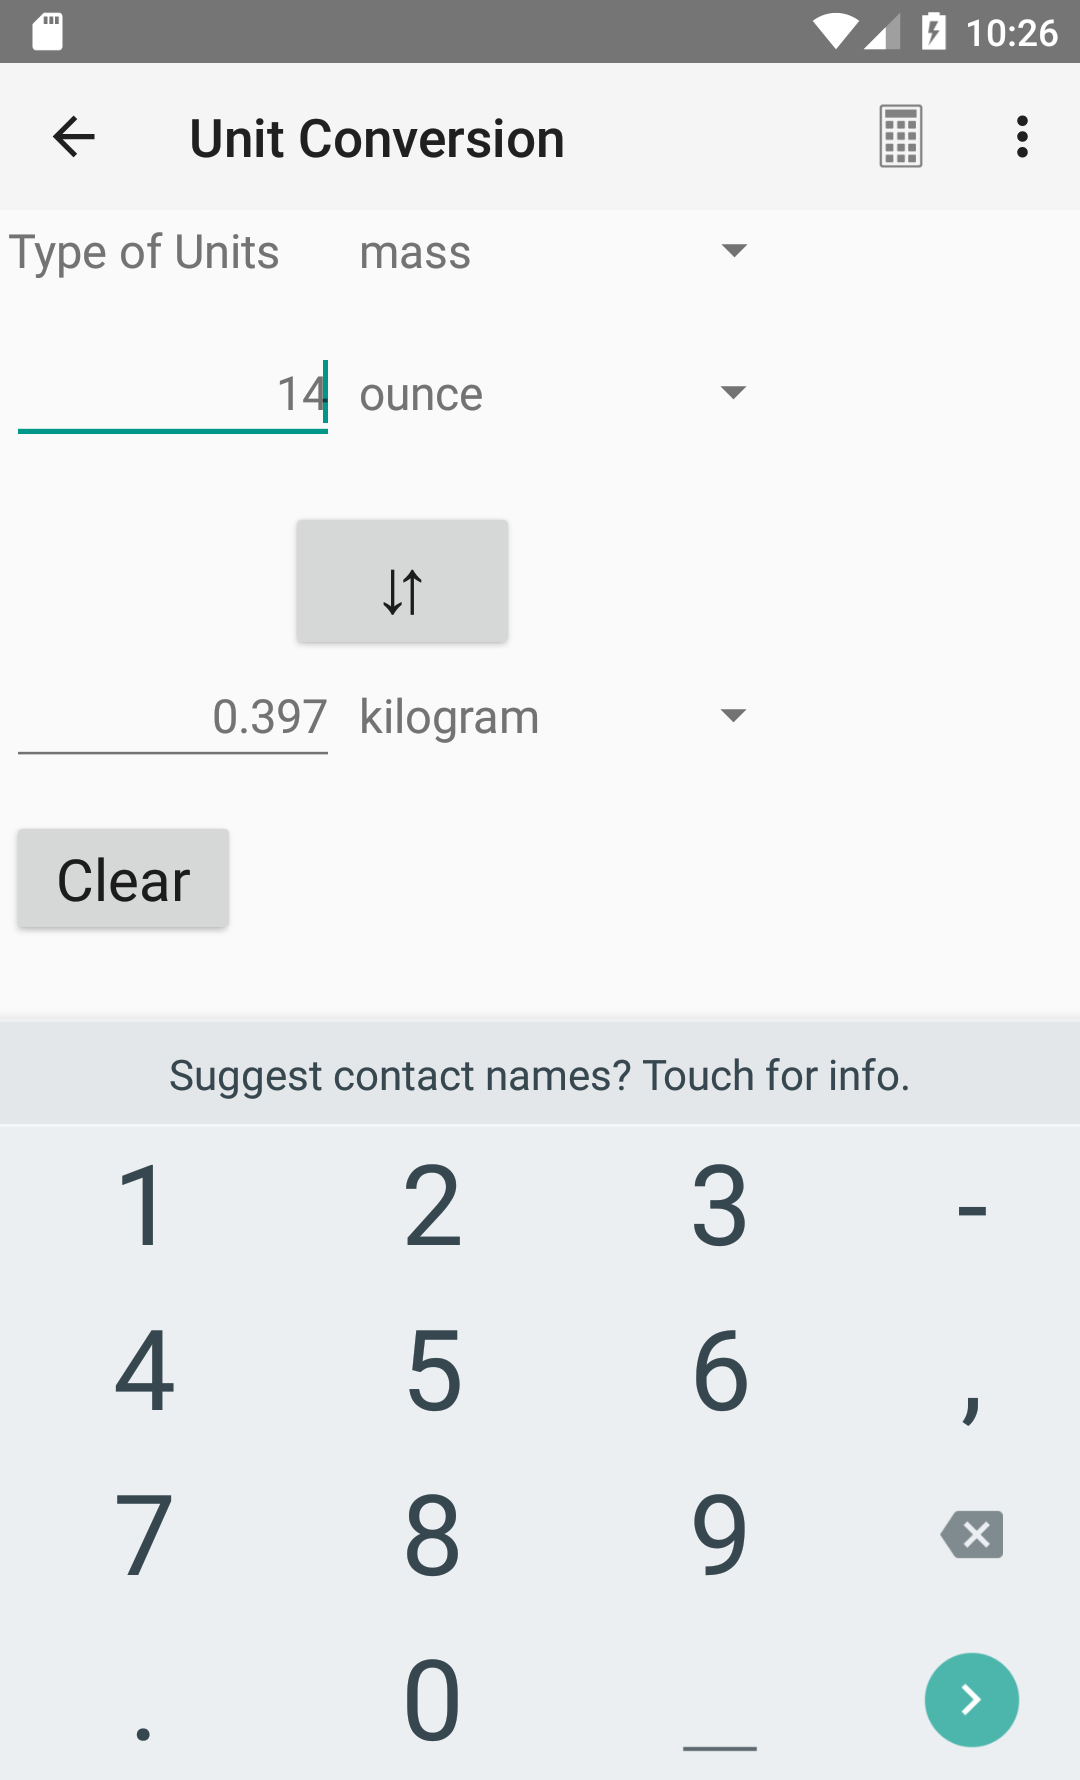 10:26
Unit Conversion
Type of Units mass
14 ounce
↓↑
0.397 kilogram
Clear
Suggest contact names? Touch for info.
1 2 3 -
4 5 6 ,
7 8 9
. 0 _